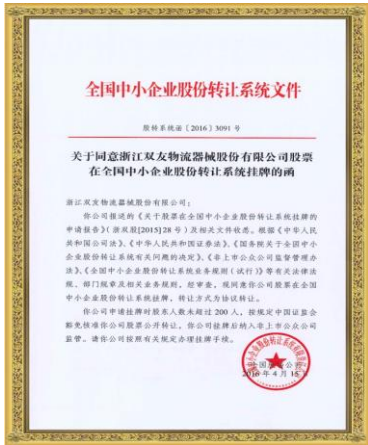 全国中小企业股份转让系统文件
股转系统函〔2016〕3091 号
关于同意浙江双友物流器械股份有限公司股票
在全国中小企业股份转让系统挂牌的函
浙江双友物流器械股份有限公司：
你公司报送的《关于股票在全国中小企业股份转让系统挂牌的
申请报告》（浙双股[2015]28 号）及相关文件收悉。根据《中华人民
共和国公司法》、《中华人民共和国证券法》、《国务院关于全国中小
企业股份转让系统有关问题的决定》、《非上市公众公司监督管理办
法》、《全国中小企业股份转让系统业务规则（试行）》等有关法律法
规、部门规章及相关业务规则，经审查，现同意你公司股票在全国
中小企业股份转让系统挂牌，转让方式为协议转让。
你公司申请挂牌时股东人数未超过 200 人，按规定中国证监会
豁免核准你公司股票公开转让，你公司挂牌后纳入非上市公众公司
监管。请你公司按照有关规定办理挂牌手续。
2016 年 4 月 15 日